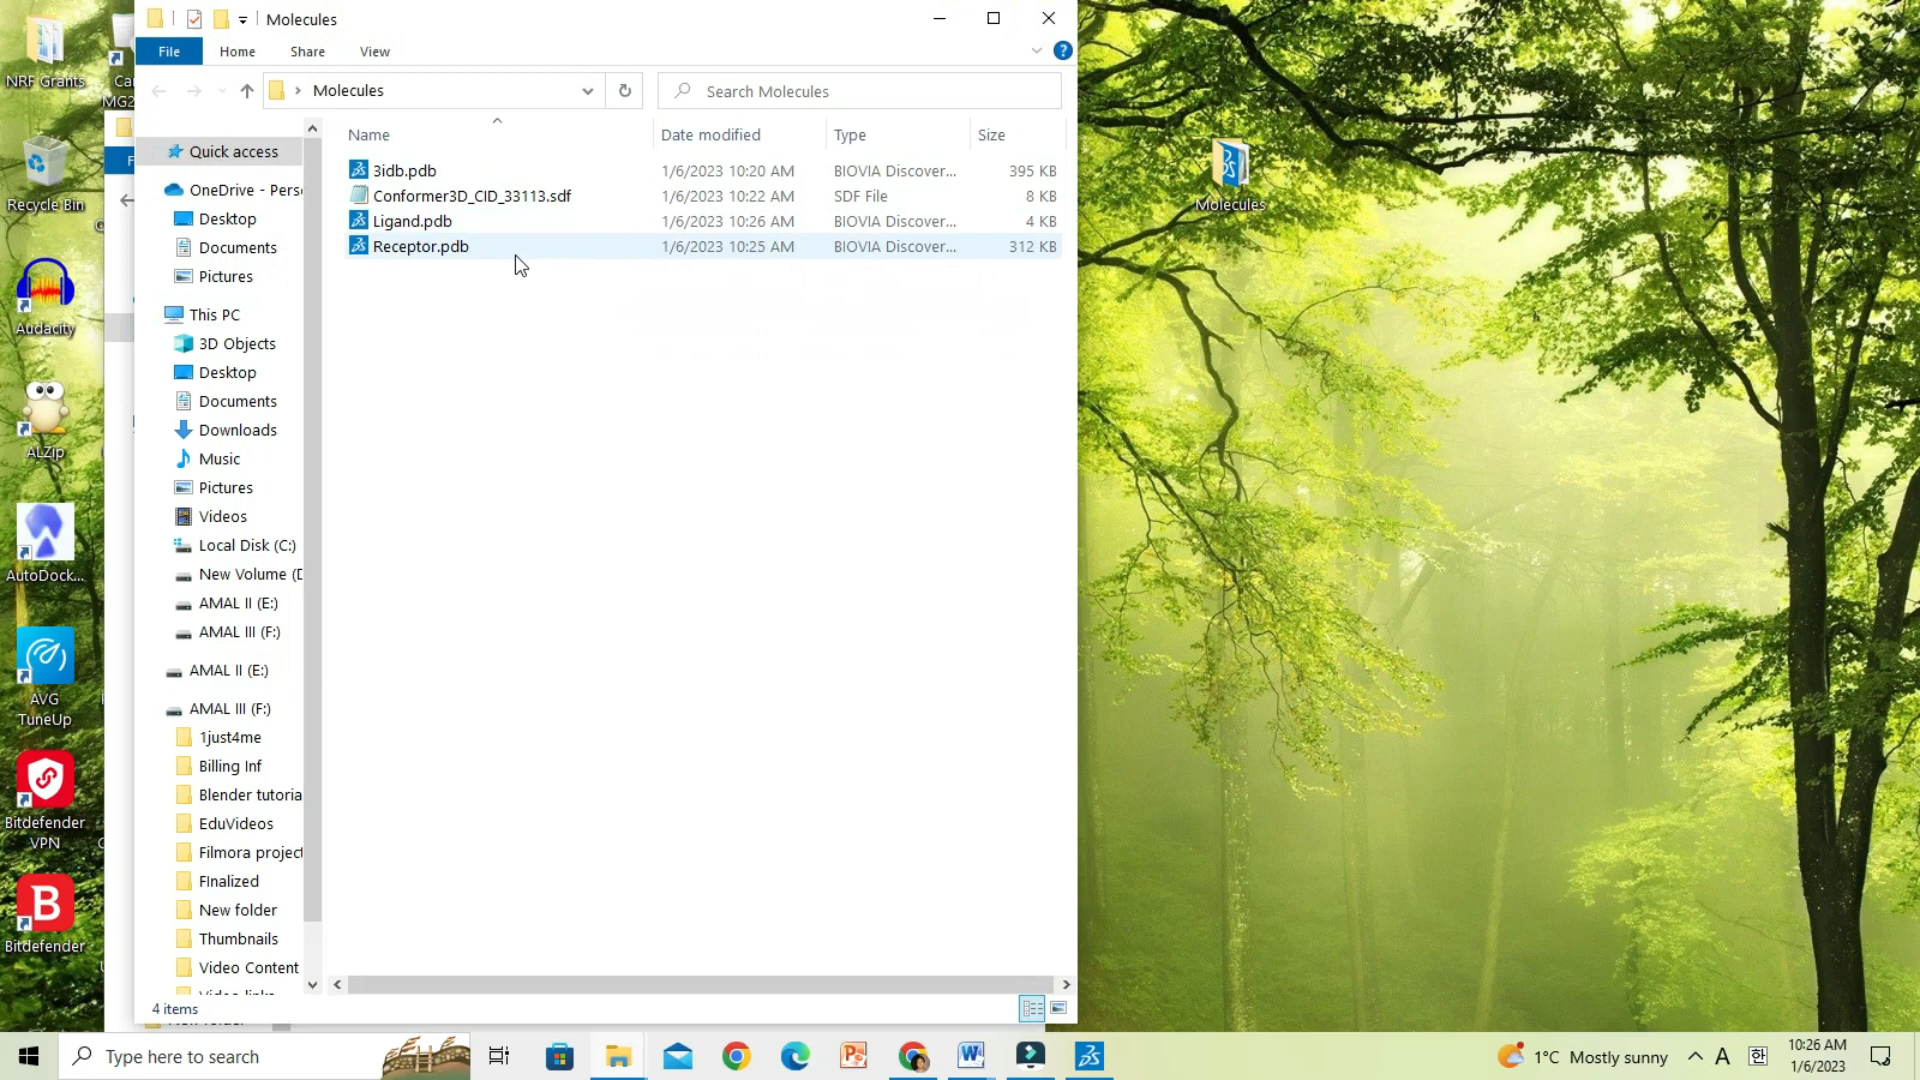 Molecules
File Home Share View
Molecules
Search Molecules
Name Date modified Type Size
3idb.pdb 1/6/2023 10:20 AM BIOVIA Discover... 395 KB
Conformer3D_CID_33113.sdf 1/6/2023 10:22 AM SDF File 8 KB
Ligand.pdb 1/6/2023 10:26 AM BIOVIA Discover... 4 KB
Receptor.pdb 1/6/2023 10:25 AM BIOVIA Discover... 312 KB
Quick access
OneDrive - Perso
Desktop
Documents
Pictures
This PC
3D Objects
Desktop
Documents
Downloads
Music
Pictures
Videos
Local Disk (C:)
New Volume (D
AMAL II (E:)
AMAL III (F:)
AMAL II (E:)
AMAL III (F:)
1just4me
Billing Inf
Blender tutoria
EduVideos
Filmora project
FInalized
New folder
Thumbnails
Video Content
4 items
NRF Grants
Recycle Bin
Audacity
ALZip
AutoDock...
AVG
TuneUp
Bitdefender
VPN
Bitdefender
Ca
MG2
Molecules
Type here to search
1°C Mostly sunny
A
한
10:26 AM
1/6/2023